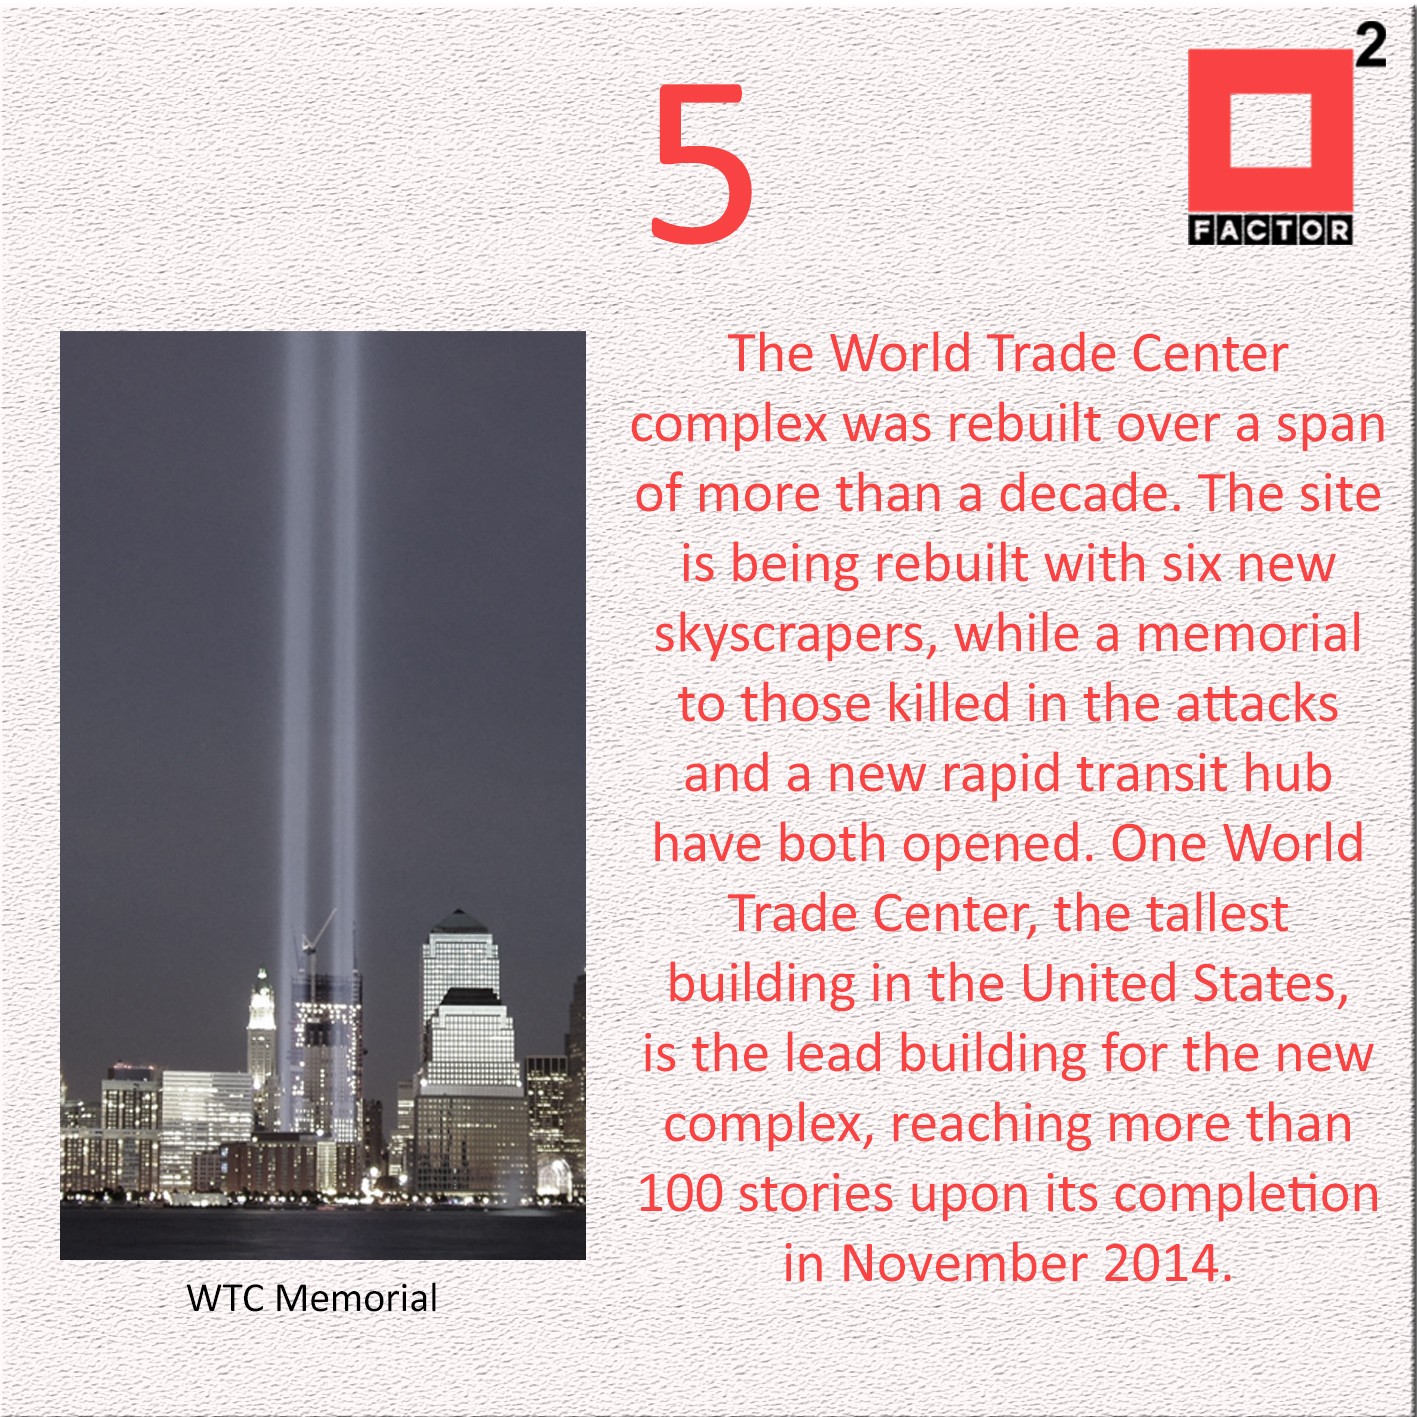 2
5
FACTOR
The World Trade Center
complex was rebuilt over a span
of more than a decade. The site
is being rebuilt with six new
skyscrapers, while a memorial
to those killed in the attacks
and a new rapid transit hub
have both opened. One World
Trade Center, the tallest
building in the United States,
is the lead building for the new
complex, reaching more than
100 stories upon its completion
in November 2014.
WTC Memorial